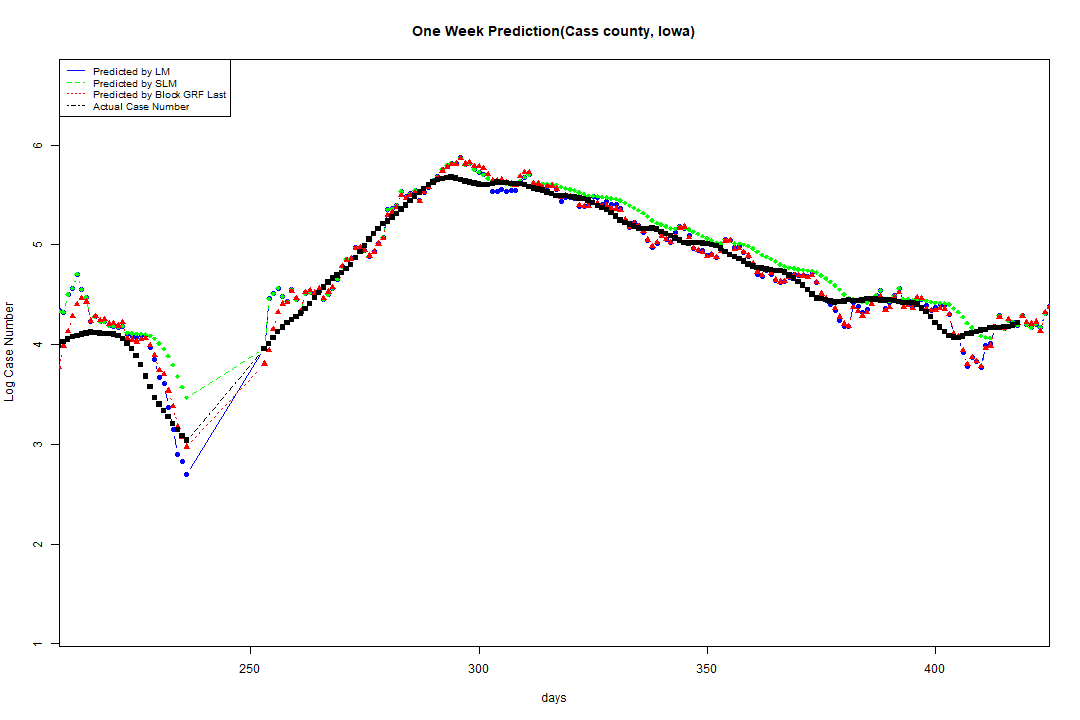 One Week Prediction(Cass county, Iowa)
Predicted by LM
Predicted by SLM
Predicted by Block GRF Last
Actual Case Number
6
5
4
3
2
1
Log Case Number
250 300 350 400
days